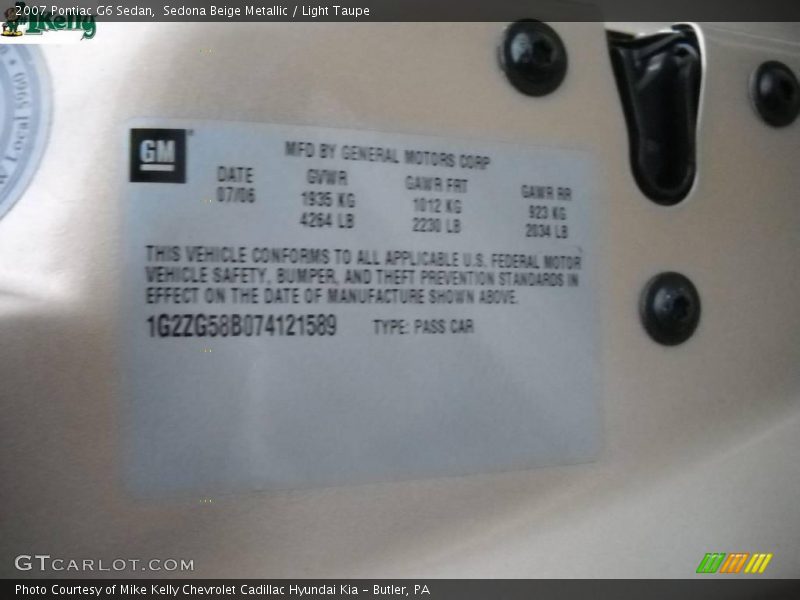 2007 Pontiac G6 Sedan,  Sedona Beige Metallic / Light Taupe
Kelly
w Local 5960
GM
MFD BY GENERAL MOTORS CORP
DATE GVWR GAWR FRT GAWR RR
07/06 1935 KG 1012 KG 923 KG
4264 LB 2230 LB 2034 LB
THIS VEHICLE CONFORMS TO ALL APPLICABLE U.S. FEDERAL MOTOR
VEHICLE SAFETY, BUMPER, AND THEFT PREVENTION STANDARDS IN
EFFECT ON THE DATE OF MANUFACTURE SHOWN ABOVE.
1G2ZG58B074121589 TYPE: PASS CAR
GTCARLOT.COM
Photo Courtesy of Mike Kelly Chevrolet Cadillac Hyundai Kia – Butler, PA